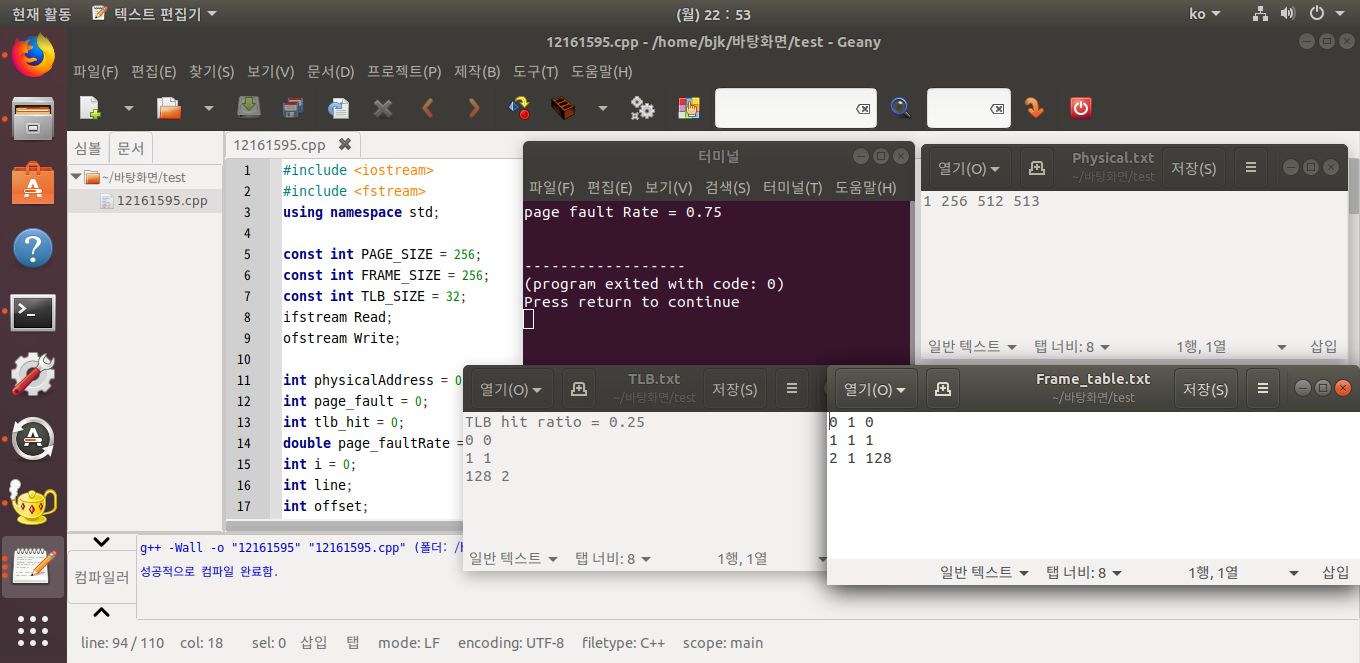 현재 활동 텍스트 편집기 (월) 22 : 53 ko
12161595.cpp - /home/bjk/바탕화면/test - Geany
파일(F) 편집(E) 찾기(S) 보기(V) 문서(D) 프로젝트(P) 제작(B) 도구(T) 도움말(H)
심볼 문서
~/바탕화면/test
12161595.cpp
12161595.cpp
1 #include <iostream>
2 #include <fstream>
3 using namespace std;
4
5 const int PAGE_SIZE = 256;
6 const int FRAME_SIZE = 256;
7 const int TLB_SIZE = 32;
8 ifstream Read;
9 ofstream Write;
10
11 int physicalAddress = 0
12 int page_fault = 0;
13 int tlb_hit = 0;
14 double page_faultRate =
15 int i = 0;
16 int line;
17 int offset;
터미널
파일(F) 편집(E) 보기(V) 검색(S) 터미널(T) 도움말(H)
page fault Rate = 0.75
------------------
(program exited with code: 0)
Press return to continue
열기(O) Physical.txt 저장(S)
~/바탕화면/test
1 256 512 513
일반 텍스트 탭 너비: 8 1행, 1열 삽입
열기(O) TLB.txt 저장(S)
~/바탕화면/test
TLB hit ratio = 0.25
0 0
1 1
128 2
일반 텍스트 탭 너비: 8 1행, 1열
열기(O) Frame_table.txt 저장(S)
~/바탕화면/test
0 1 0
1 1 1
2 1 128
일반 텍스트 탭 너비: 8 1행, 1열 삽입
컴파일러
g++ -Wall -o "12161595" "12161595.cpp" (폴더: /h
성공적으로 컴파일 완료함.
line: 94 / 110 col: 18 sel: 0 삽입 탭 mode: LF encoding: UTF-8 filetype: C++ scope: main